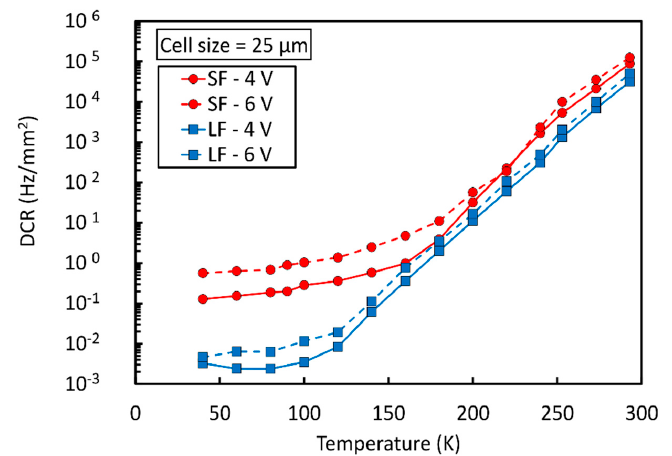 10⁶
10⁵
10⁴
10³
10²
10¹
10⁰
10⁻¹
10⁻²
10⁻³
DCR (Hz/mm²)
Cell size = 25 µm
SF - 4 V
SF - 6 V
LF - 4 V
LF - 6 V
0 50 100 150 200 250 300
Temperature (K)